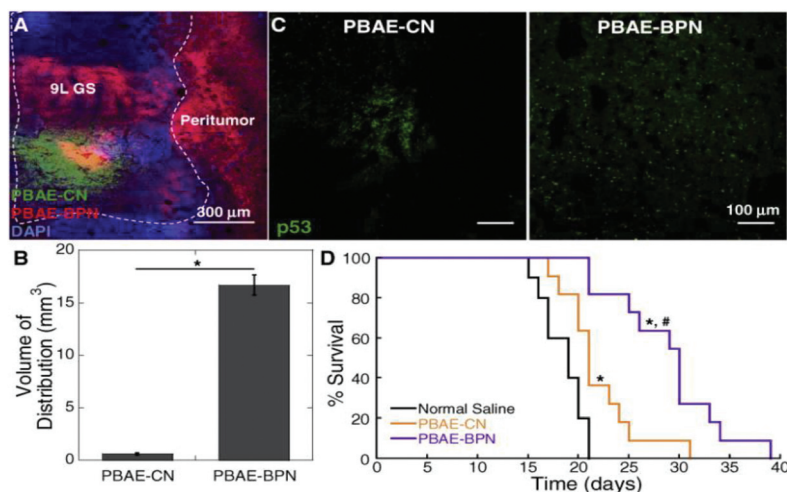 A
9L GS
Peritumor
PBAE-CN
PBAE-BPN
DAPI
300 µm
C
PBAE-CN
PBAE-BPN
p53
100 µm
B
Volume of
Distribution (mm³)
20
15
10
5
0
*
PBAE-CN
PBAE-BPN
D
% Survival
100
80
60
40
20
0
*
*, #
Normal Saline
PBAE-CN
PBAE-BPN
0
5
10
15
20
25
30
35
40
Time (days)